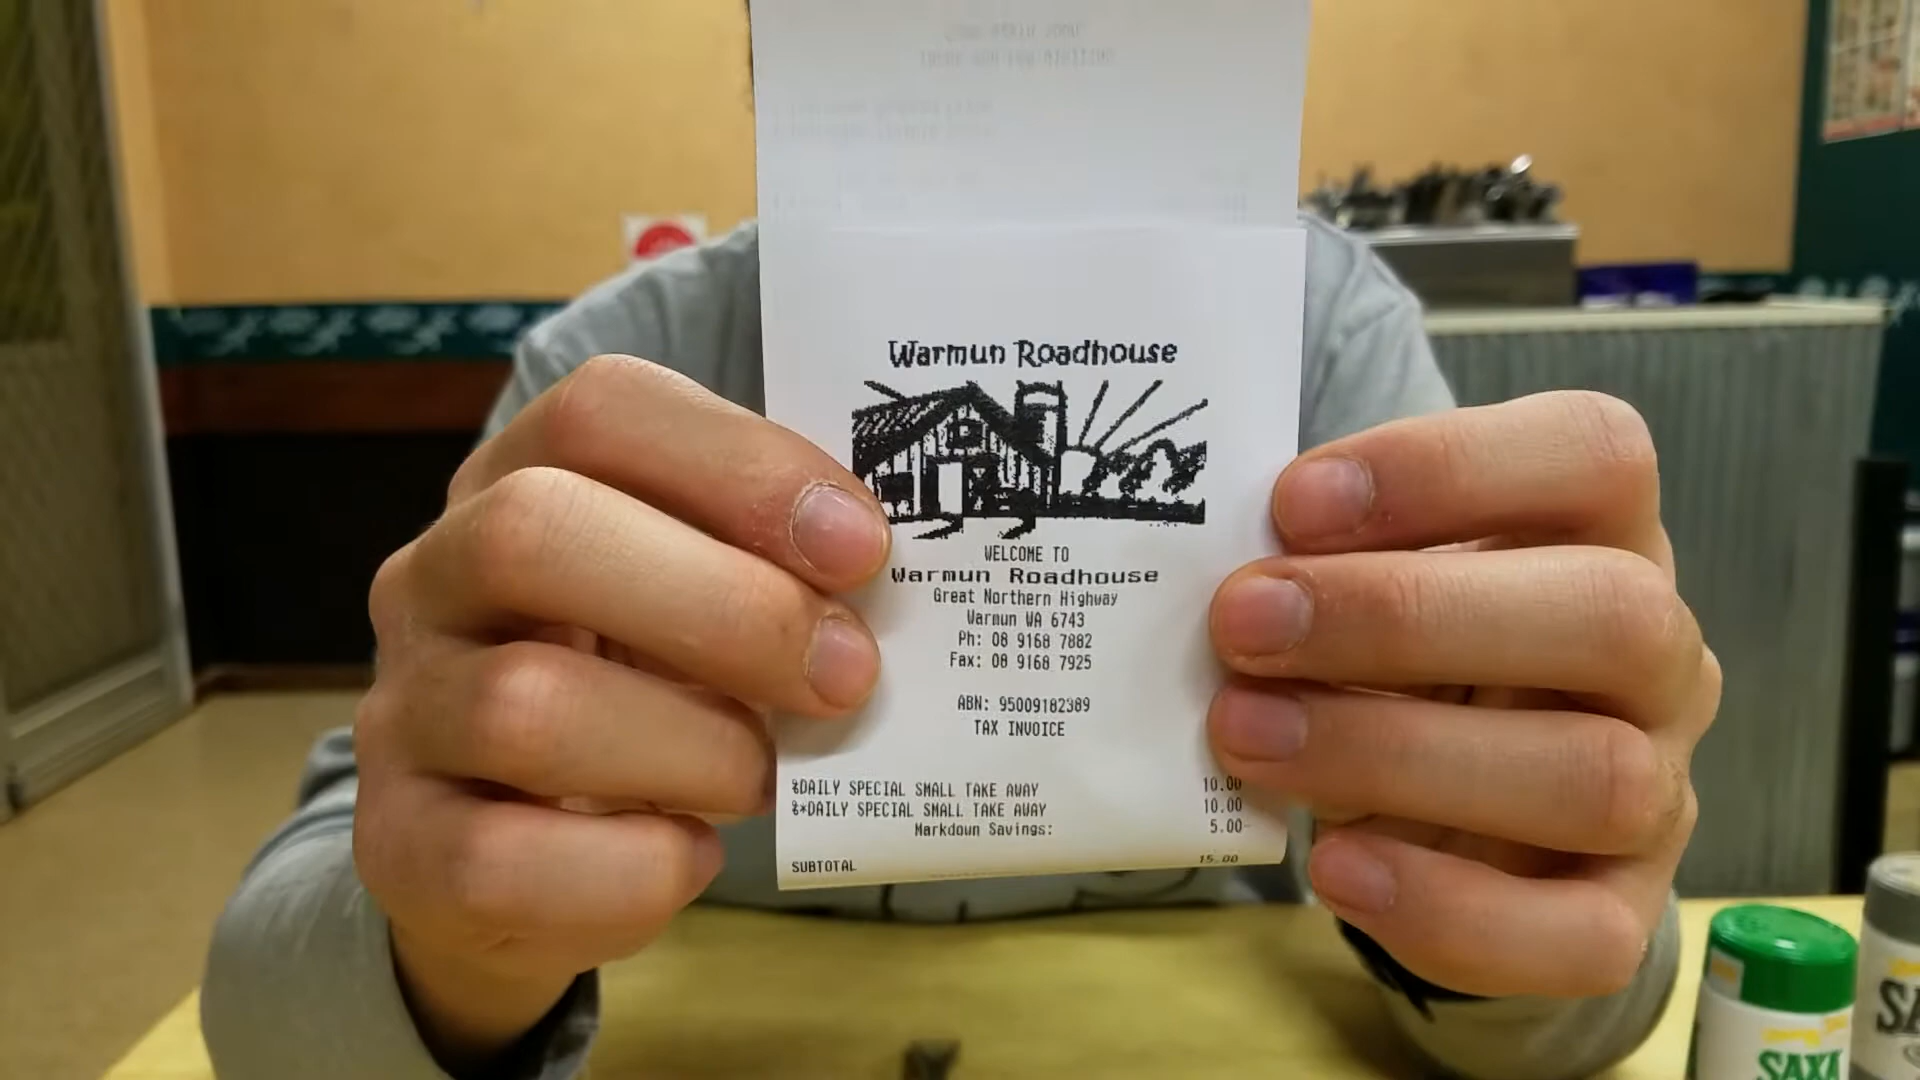 Warmun Roadhouse
WELCOME TO
Warmun Roadhouse
Great Northern Highway
Warmun WA 6743
Ph: 08 9168 7882
Fax: 08 9168 7925
ABN: 95009182389
TAX INVOICE
%DAILY SPECIAL SMALL TAKE AWAY 10.00
%*DAILY SPECIAL SMALL TAKE AWAY 10.00
Markdown Savings: 5.00-
SUBTOTAL 15.00
SAXA